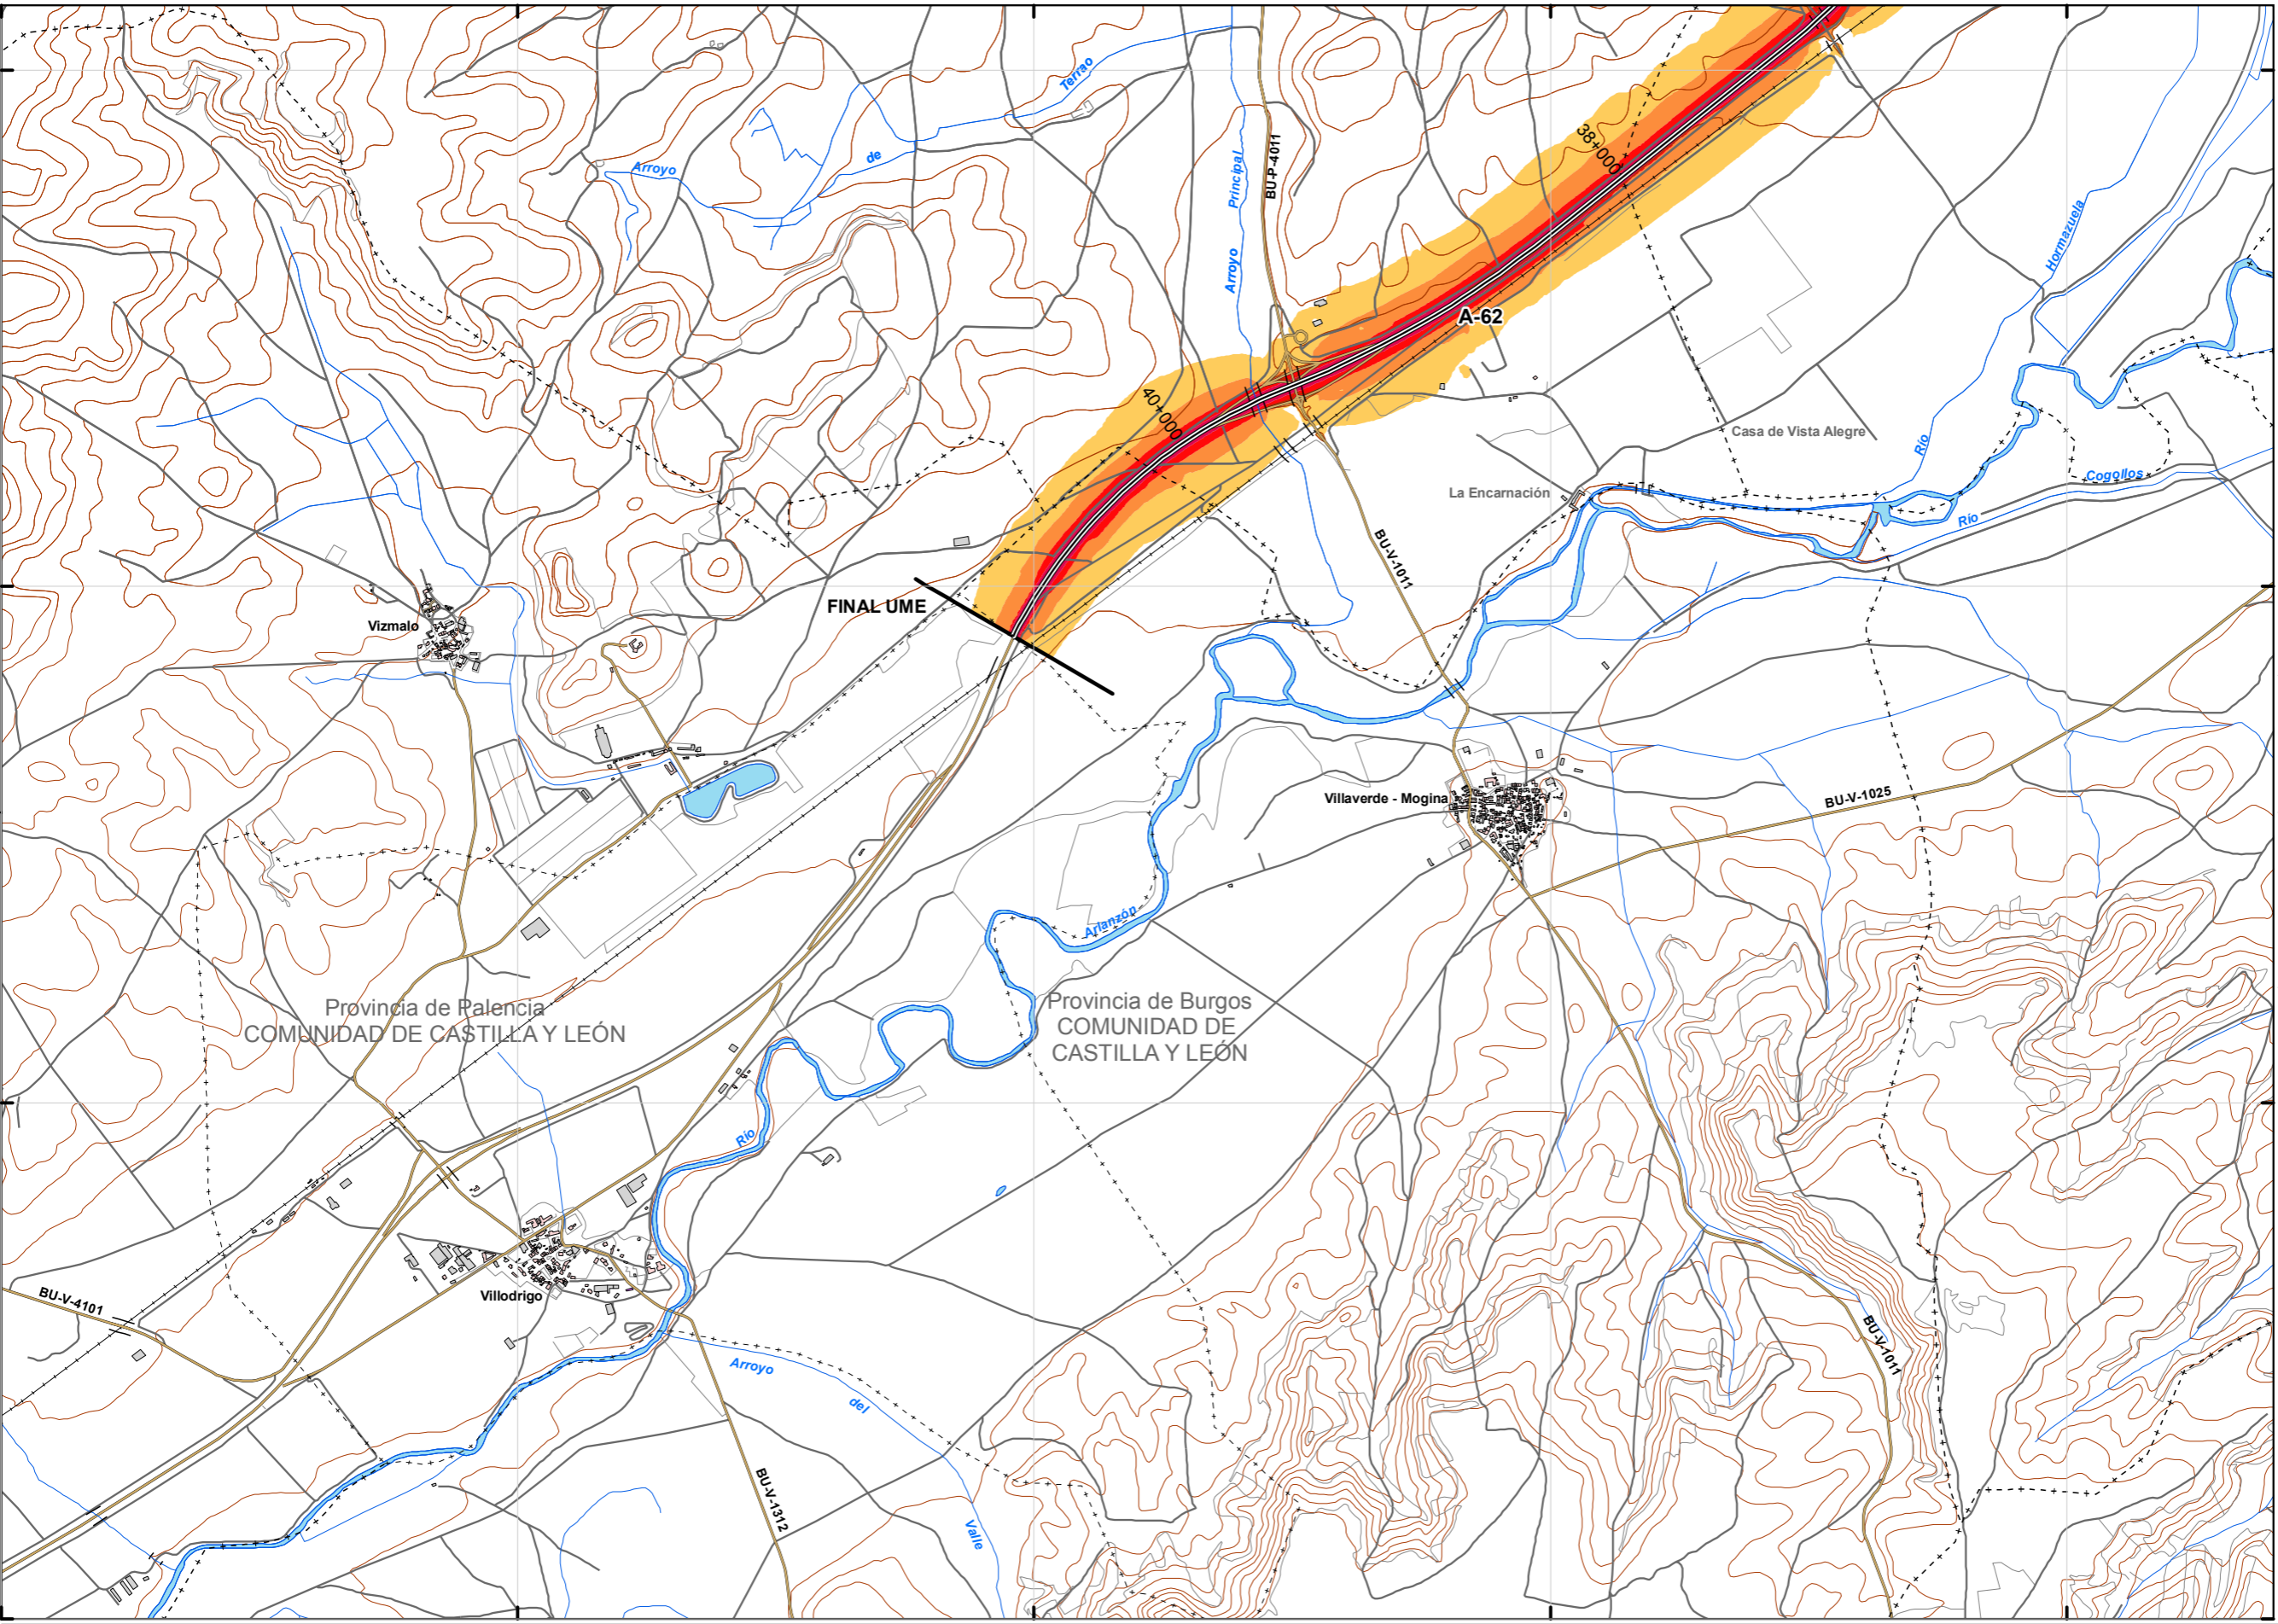 Terrao
de
Arroyo
Arroyo Principal
BU-P-4011
38+000
Hormazuela
Río
A-62
40+000
Casa de Vista Alegre
La Encarnación
Cogollos
Río
BU-V-1011
FINAL UME
Vizmalo
Villaverde - Mogina
BU-V-1025
Arlanzón
Río
Provincia de Palencia
COMUNIDAD DE CASTILLA Y LEÓN
Provincia de Burgos
COMUNIDAD DE
CASTILLA Y LEÓN
Villodrigo
BU-V-4101
Arroyo
del
Valle
BU-V-1312
BU-V-1011